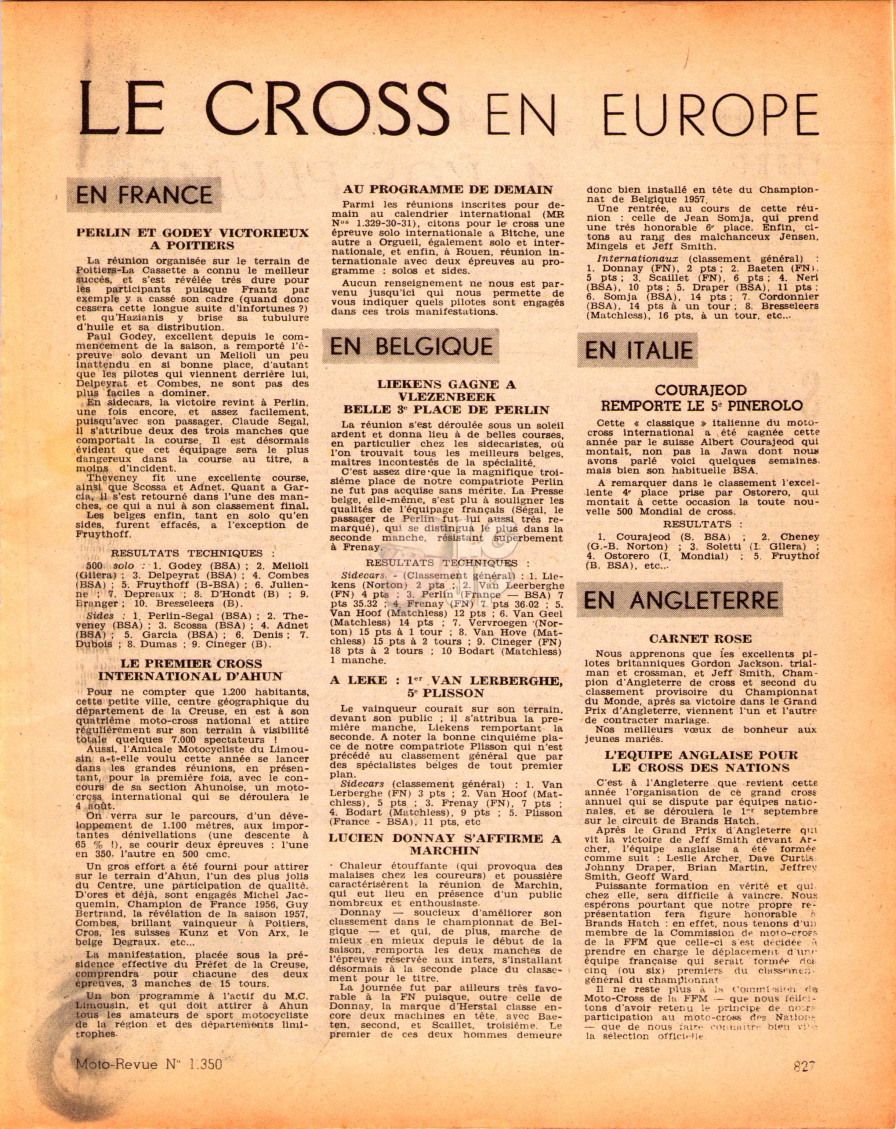 LE CROSS EN EUROPE
EN FRANCE
PERLIN ET GODEY VICTORIEUX
A POITIERS
La réunion organisée sur le terrain de
Poitiers-La Cassette a connu le meilleur
succés, et s'est révélée très dure pour
les participants puisque Frantz par
exemple y a cassé son cadre (quand donc
cessera cette longue suite d'infortunes ?)
et qu'Hazianis y brise sa tubulure
d'huile et sa distribution.
Paul Godey, excellent depuis le com-
mencement de la saison, a remporté l'é-
preuve solo devant un Melioll un peu
inattendu en si bonne place, d'autant
que les pilotes qui viennent derrière lui,
Delpeyrat et Combes, ne sont pas des
plus faciles a dominer.
En sidecars, la victoire revint à Perlin,
une fois encore, et assez facilement,
puisqu'avec son passager, Claude Segal,
il s'attribue deux des trois manches que
comportait la course. Il est désormais
évident que cet équipage sera le plus
dangereux dans la course au titre, a
moins d'incident.
Theveney fit une excellente course,
ainsi que Scossa et Adnet. Quant a Gar-
cia, il s'est retourné dans l'une des man-
ches, ce qui a nui à son classement final.
Les belges enfin, tant en solo qu'en
sides, furent effacés, a l'exception de
Fruythoff.
RESULTATS TECHNIQUES :
500 solo : 1. Godey (BSA) ; 2. Melioll
(Gilera) ; 3. Delpeyrat (BSA) ; 4. Combes
(BSA) ; 5. Fruythoff (B-BSA) ; 6. Julien-
ne ; 7. Depreaux ; 8. D'Hondt (B) ; 9.
Branger ; 10. Bresseleers (B).
Sides : 1. Perlin-Segal (BSA) ; 2. The-
veney (BSA) ; 3. Scossa (BSA) ; 4. Adnet
(BSA) ; 5. Garcia (BSA) ; 6. Denis ; 7.
Dubois ; 8. Dumas ; 9. Cineger (B).
LE PREMIER CROSS
INTERNATIONAL D'AHUN
Pour ne compter que 1.200 habitants,
cette petite ville, centre géographique du
département de la Creuse, en est à son
quatrième moto-cross national et attire
régulièrement sur son terrain à visibilité
totale quelques 7.000 spectateurs !
Aussi, l'Amicale Motocycliste du Limou-
sin a-t-elle voulu cette année se lancer
dans les grandes réunions, en présen-
tant, pour la première fois, avec le con-
cours de sa section Ahunoise, un moto-
cross international qui se déroulera le
4 août.
On verra sur le parcours, d'un déve-
loppement de 1.100 mètres, aux impor-
tantes dénivellations (une descente à
65 % !), se courir deux épreuves : l'une
en 350, l'autre en 500 cmc.
Un gros effort a été fourni pour attirer
sur le terrain d'Ahun, l'un des plus jolis
du Centre, une participation de qualité.
D'ores et déjà, sont engagés Michel Jac-
quemin, Champion de France 1956, Guy
Bertrand, la révélation de la saison 1957,
Combes, brillant vainqueur à Poitiers,
Cros, les suisses Kunz et Von Arx, le
belge Degraux, etc...
La manifestation, placée sous la pré-
sidence effective du Préfet de la Creuse,
comprendra pour chacune des deux
épreuves, 3 manches de 15 tours.
Un bon programme à l'actif du M.C.
Limousin, et qui doit attirer à Ahun
tous les amateurs de sport motocycliste
de la région et des départements limi-
trophes.
AU PROGRAMME DE DEMAIN
Parmi les réunions inscrites pour de-
main au calendrier international (MR
Nos 1.329-30-31), citons pour le cross une
épreuve solo internationale a Bitche, une
autre a Orgueil, également solo et inter-
nationale, et enfin, à Rouen, réunion in-
ternationale avec deux épreuves au pro-
gramme : solos et sides.
Aucun renseignement ne nous est par-
venu jusqu'ici qui nous permette de
vous indiquer quels pilotes sont engagés
dans ces trois manifestations.
EN BELGIQUE
LIEKENS GAGNE A
VLEZENBEEK
BELLE 3e PLACE DE PERLIN
La réunion s'est déroulée sous un soleil
ardent et donna lieu à de belles courses,
en particulier chez les sidecaristes, où
l'on trouvait tous les meilleurs belges,
maîtres incontestés de la spécialité.
C'est assez dire que la magnifique troi-
sième place de notre compatriote Perlin
ne fut pas acquise sans mérite. La Presse
belge, elle-même, s'est plu à souligner les
qualités de l'équipage français (Ségal, le
passager de Perlin fut lui aussi très re-
marqué), qui se distingua le plus dans la
seconde manche, résistant superbement
à Frenay.
RESULTATS TECHNIQUES :
Sidecars. - (Classement général) : 1. Lie-
kens (Norton) 2 pts ; 2. Van Leerberghe
(FN) 4 pts ; 3. Perlin (France — BSA) 7
pts 35.32 ; 4. Frenay (FN) 7 pts 36.02 ; 5.
Van Hoof (Matchless) 12 pts ; 6. Van Geel
(Matchless) 14 pts ; 7. Vervroegen (Nor-
ton) 15 pts à 1 tour ; 8. Van Hove (Mat-
chless) 15 pts à 2 tours ; 9. Cineger (FN)
18 pts à 2 tours ; 10 Bodart (Matchless)
1 manche.
A LEKE : 1er VAN LERBERGHE,
5e PLISSON
Le vainqueur courait sur son terrain,
devant son public ; il s'attribua la pre-
mière manche, Liekens remportant la
seconde. A noter la bonne cinquième pla-
ce de notre compatriote Plisson qui n'est
précédé au classement général que par
des spécialistes belges de tout premier
plan.
Sidecars (classement général) : 1. Van
Lerberghe (FN) 3 pts ; 2. Van Hoof (Mat-
chless), 5 pts ; 3. Frenay (FN), 7 pts ;
4. Bodart (Matchless), 9 pts ; 5. Plisson
(France - BSA), 11 pts, etc
LUCIEN DONNAY S'AFFIRME A
MARCHIN
Chaleur étouffante (qui provoqua des
malaises chez les coureurs) et poussière
caractérisèrent la réunion de Marchin,
qui eut lieu en présence d'un public
nombreux et enthousiaste.
Donnay — soucieux d'améliorer son
classement dans le championnat de Bel-
gique — et qui, de plus, marche de
mieux en mieux depuis le début de la
saison, remporta les deux manches de
l'épreuve réservée aux inters, s'installant
désormais à la seconde place du classe-
ment pour le titre.
La journée fut par ailleurs très favo-
rable à la FN puisque, outre celle de
Donnay, la marque d'Herstal classe en-
core deux machines en tête, avec Bae-
ten, second, et Scaillet, troisième. Le
premier de ces deux hommes demeure
donc bien installé en tête du Champion-
nat de Belgique 1957.
Une rentrée, au cours de cette réu-
nion : celle de Jean Somja, qui prend
une très honorable 6e place. Enfin, ci-
tons au rang des malchanceux Jensen,
Mingels et Jeff Smith.
Internationaux (classement général) :
1. Donnay (FN), 2 pts ; 2. Baeten (FN),
5 pts ; 3. Scaillet (FN), 6 pts ; 4. Neri
(BSA), 10 pts ; 5. Draper (BSA), 11 pts ;
6. Somja (BSA), 14 pts ; 7. Cordonnier
(BSA), 14 pts à un tour ; 8. Bresseleers
(Matchless), 16 pts, à un tour, etc...
EN ITALIE
COURAJEOD
REMPORTE LE 5e PINEROLO
Cette « classique » italienne du moto-
cross international a été gagnée cette
année par le suisse Albert Courajeod qui
montait, non pas la Jawa dont nous
avons parlé voici quelques semaines,
mais bien son habituelle BSA.
A remarquer dans le classement l'excel-
lente 4e place prise par Ostorero, qui
montait à cette occasion la toute nou-
velle 500 Mondial de cross.
RESULTATS :
1. Courajeod (S. BSA) ; 2. Cheney
(G.-B. Norton) ; 3. Soletti (I. Gilera) ;
4. Ostorero (I. Mondial) ; 5. Fruythof
(B. BSA), etc...
EN ANGLETERRE
CARNET ROSE
Nous apprenons que les excellents pi-
lotes britanniques Gordon Jackson, trial-
man et crossman, et Jeff Smith, Cham-
pion d'Angleterre de cross et second du
classement provisoire du Championnat
du Monde, après sa victoire dans le Grand
Prix d'Angleterre, viennent l'un et l'autre
de contracter mariage.
Nos meilleurs vœux de bonheur aux
jeunes mariés.
L'EQUIPE ANGLAISE POUR
LE CROSS DES NATIONS
C'est à l'Angleterre que revient cette
année l'organisation de ce grand cross
annuel qui se dispute par équipes natio-
nales, et se déroulera le 1er septembre
sur le circuit de Brands Hatch.
Après le Grand Prix d'Angleterre qui
vit la victoire de Jeff Smith devant Ar-
cher, l'équipe anglaise a été formée
comme suit : Leslie Archer, Dave Curtis
Johnny Draper, Brian Martin, Jeffrey
Smith, Geoff Ward.
Puissante formation en vérité et qui,
chez elle, sera difficile à vaincre. Nous
espérons pourtant que notre propre re-
présentation fera figure honorable à
Brands Hatch : en effet, nous tenons d'un
membre de la Commission de moto-cross
de la FFM que celle-ci s'est décidée à
prendre en charge le déplacement d'une
équipe française qui serait formée des
cinq (ou six) premiers du classement
général du championnat
Il ne reste plus à la Commission de
Moto-Cross de la FFM — que nous félici-
tons d'avoir retenu le principe de notre
participation au moto-cross des Nations
— que de nous faire connaître bien vite
la sélection officielle.
Moto-Revue No 1.350
827